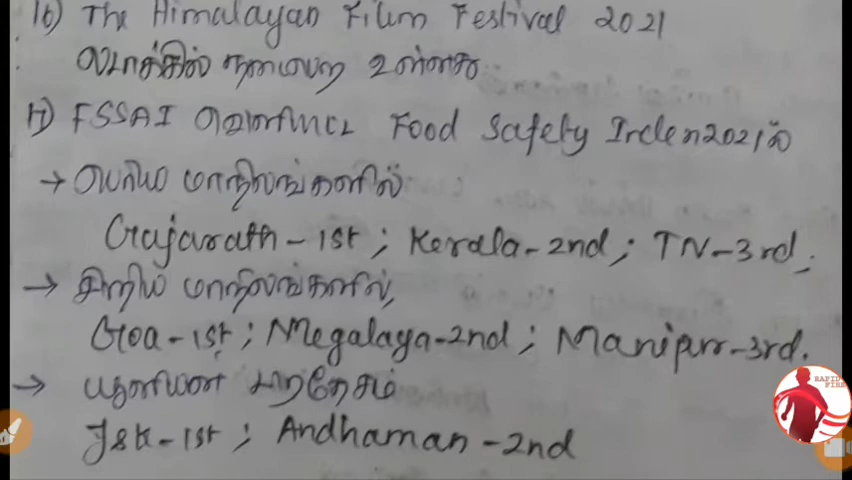 16) The Himalayan Film Festival 2021
லடாக்கில் நடைபெற உள்ளது
17) FSSAI வெளியிட்ட Food Safety Index 2021ல்
→ பெரிய மாநிலங்களில்
Gujarath - 1st ; Kerala - 2nd ; TN - 3rd.
→ சிறிய மாநிலங்களில்,
Goa - 1st ; Megalaya - 2nd ; Manipur - 3rd.
→ யூனியன் பிரதேசம்
J&K - 1st ; Andhaman - 2nd
RAPID
FIRE